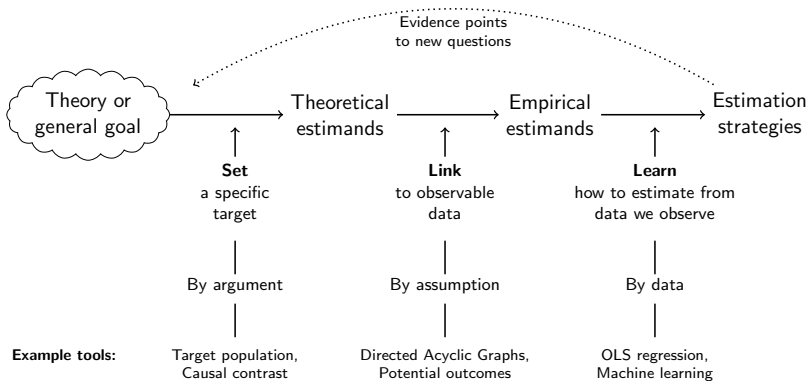 Evidence points
to new questions
Theory or
general goal
Theoretical
estimands
Empirical
estimands
Estimation
strategies
Set
a specific
target
Link
to observable
data
Learn
how to estimate from
data we observe
By argument
By assumption
By data
Example tools:
Target population,
Causal contrast
Directed Acyclic Graphs,
Potential outcomes
OLS regression,
Machine learning